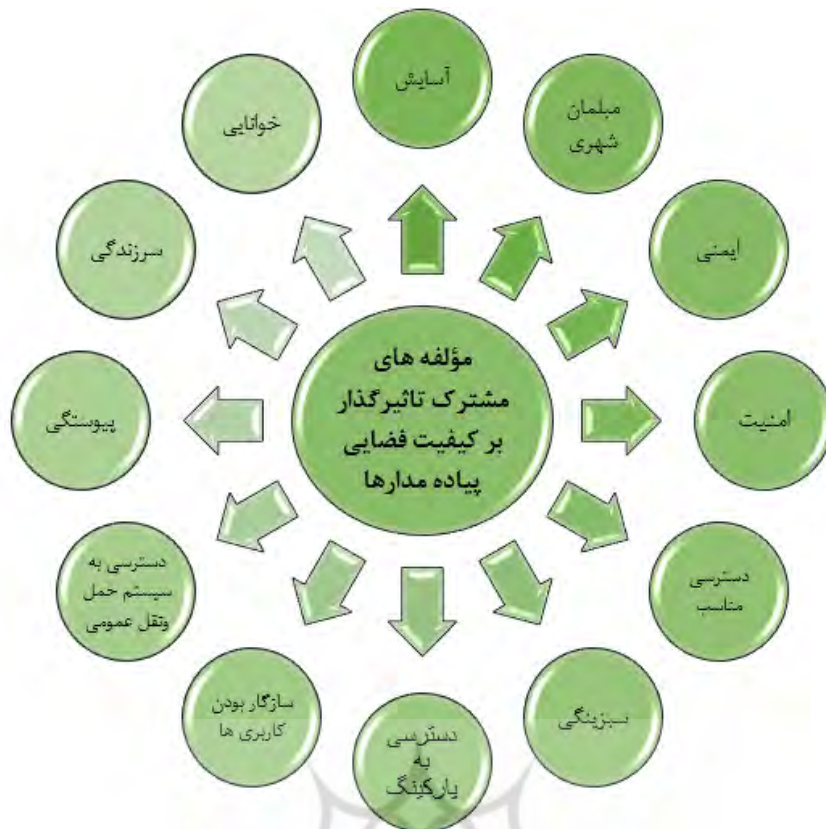 مؤلفه های
مشترک تاثیرگذار
بر کیفیت فضایی
پیاده مدارها
آسایش
مبلمان
شهری
ایمنی
امنیت
دسترسی
مناسب
سبزینگی
دسترسی
به
پارکینگ
سازگار بودن
کاربری ها
دسترسی به
سیستم حمل
ونقل عمومی
پیوستگی
سرزندگی
خوانایی